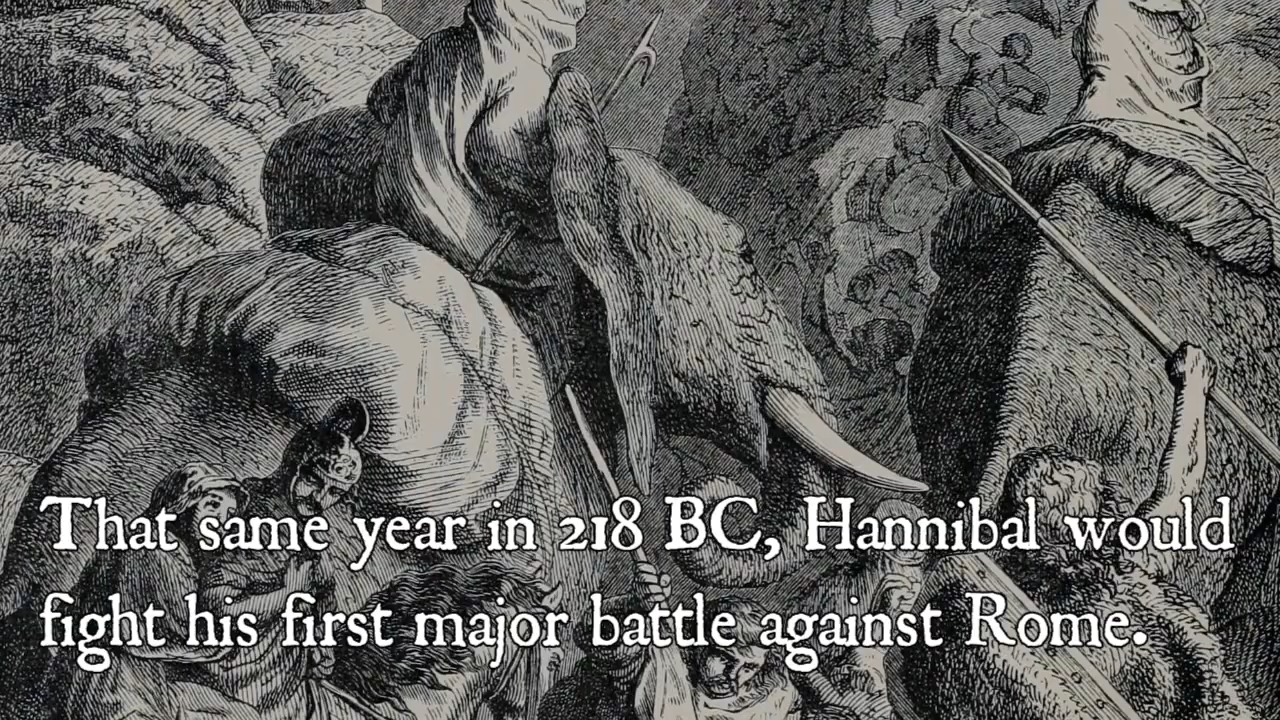 That same year in 218 BC, Hannibal would
fight his first major battle against Rome.